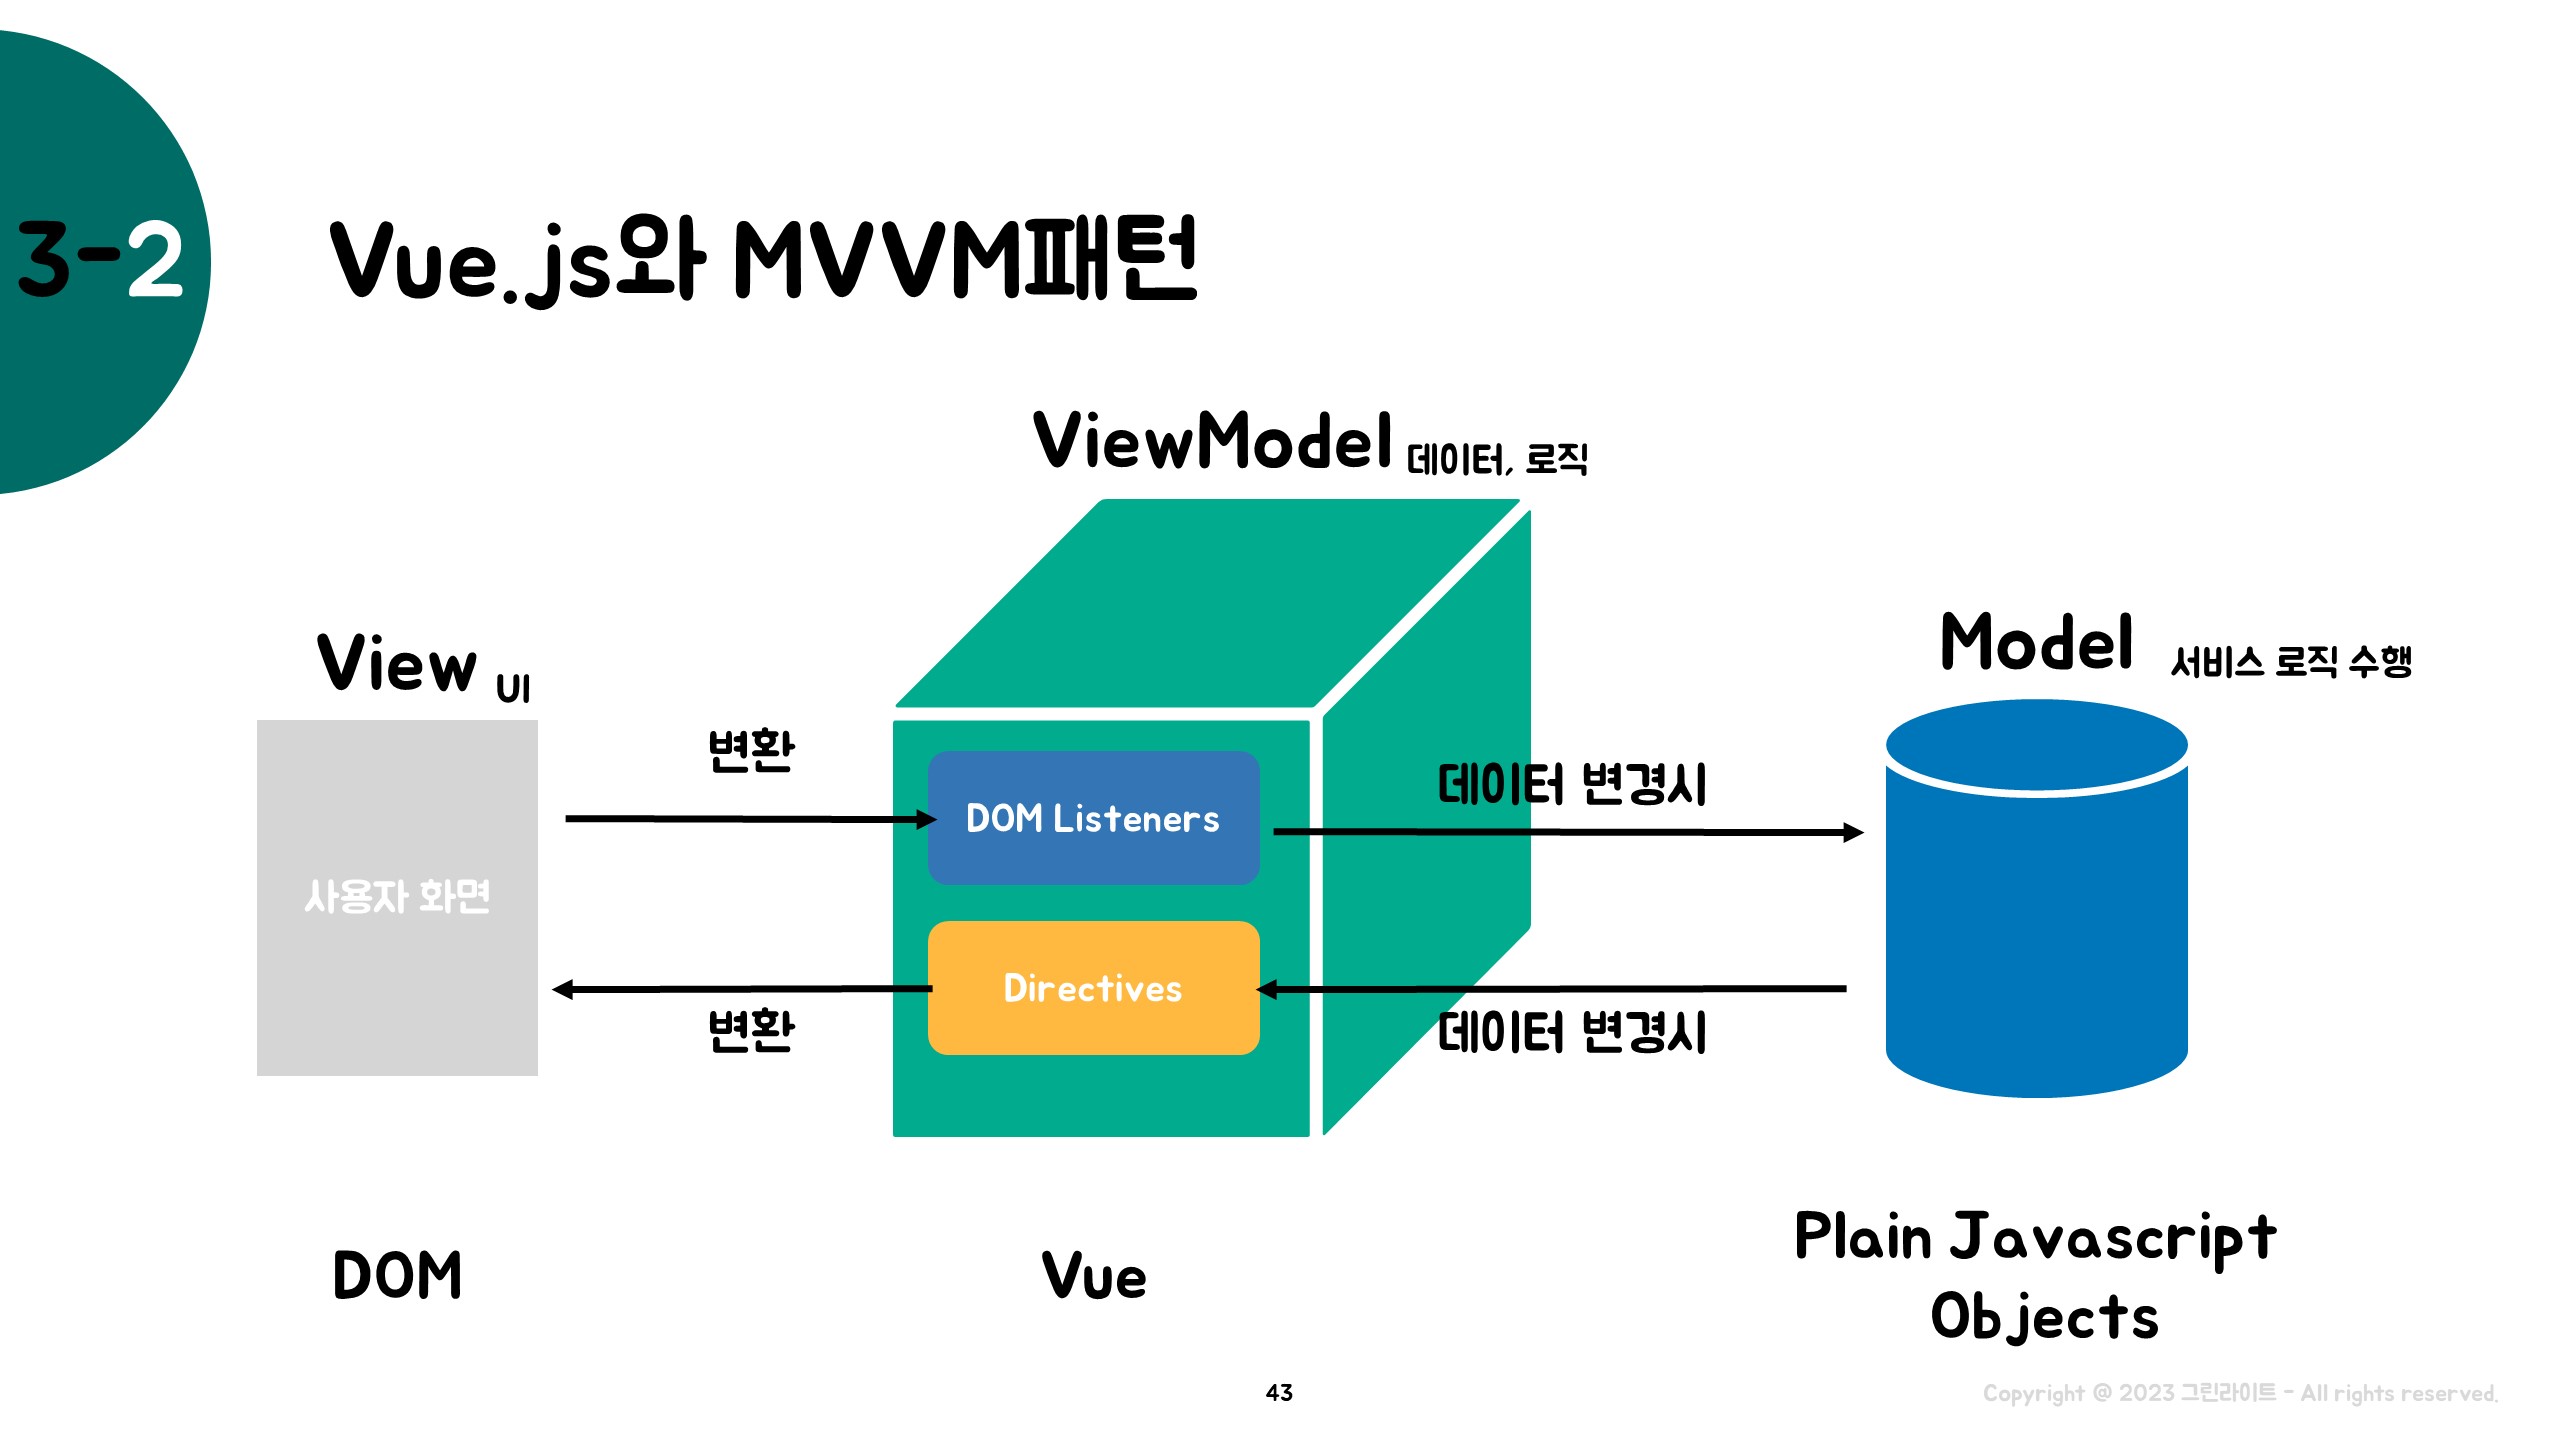 3-2
Vue.js와 MVVM패턴
ViewModel 데이터, 로직
View UI
Model 서비스 로직 수행
변환
데이터 변경시
DOM Listeners
사용자 화면
Directives
변환
데이터 변경시
DOM
Vue
Plain Javascript
Objects
43
Copyright @ 2023 그린라이트 - All rights reserved.